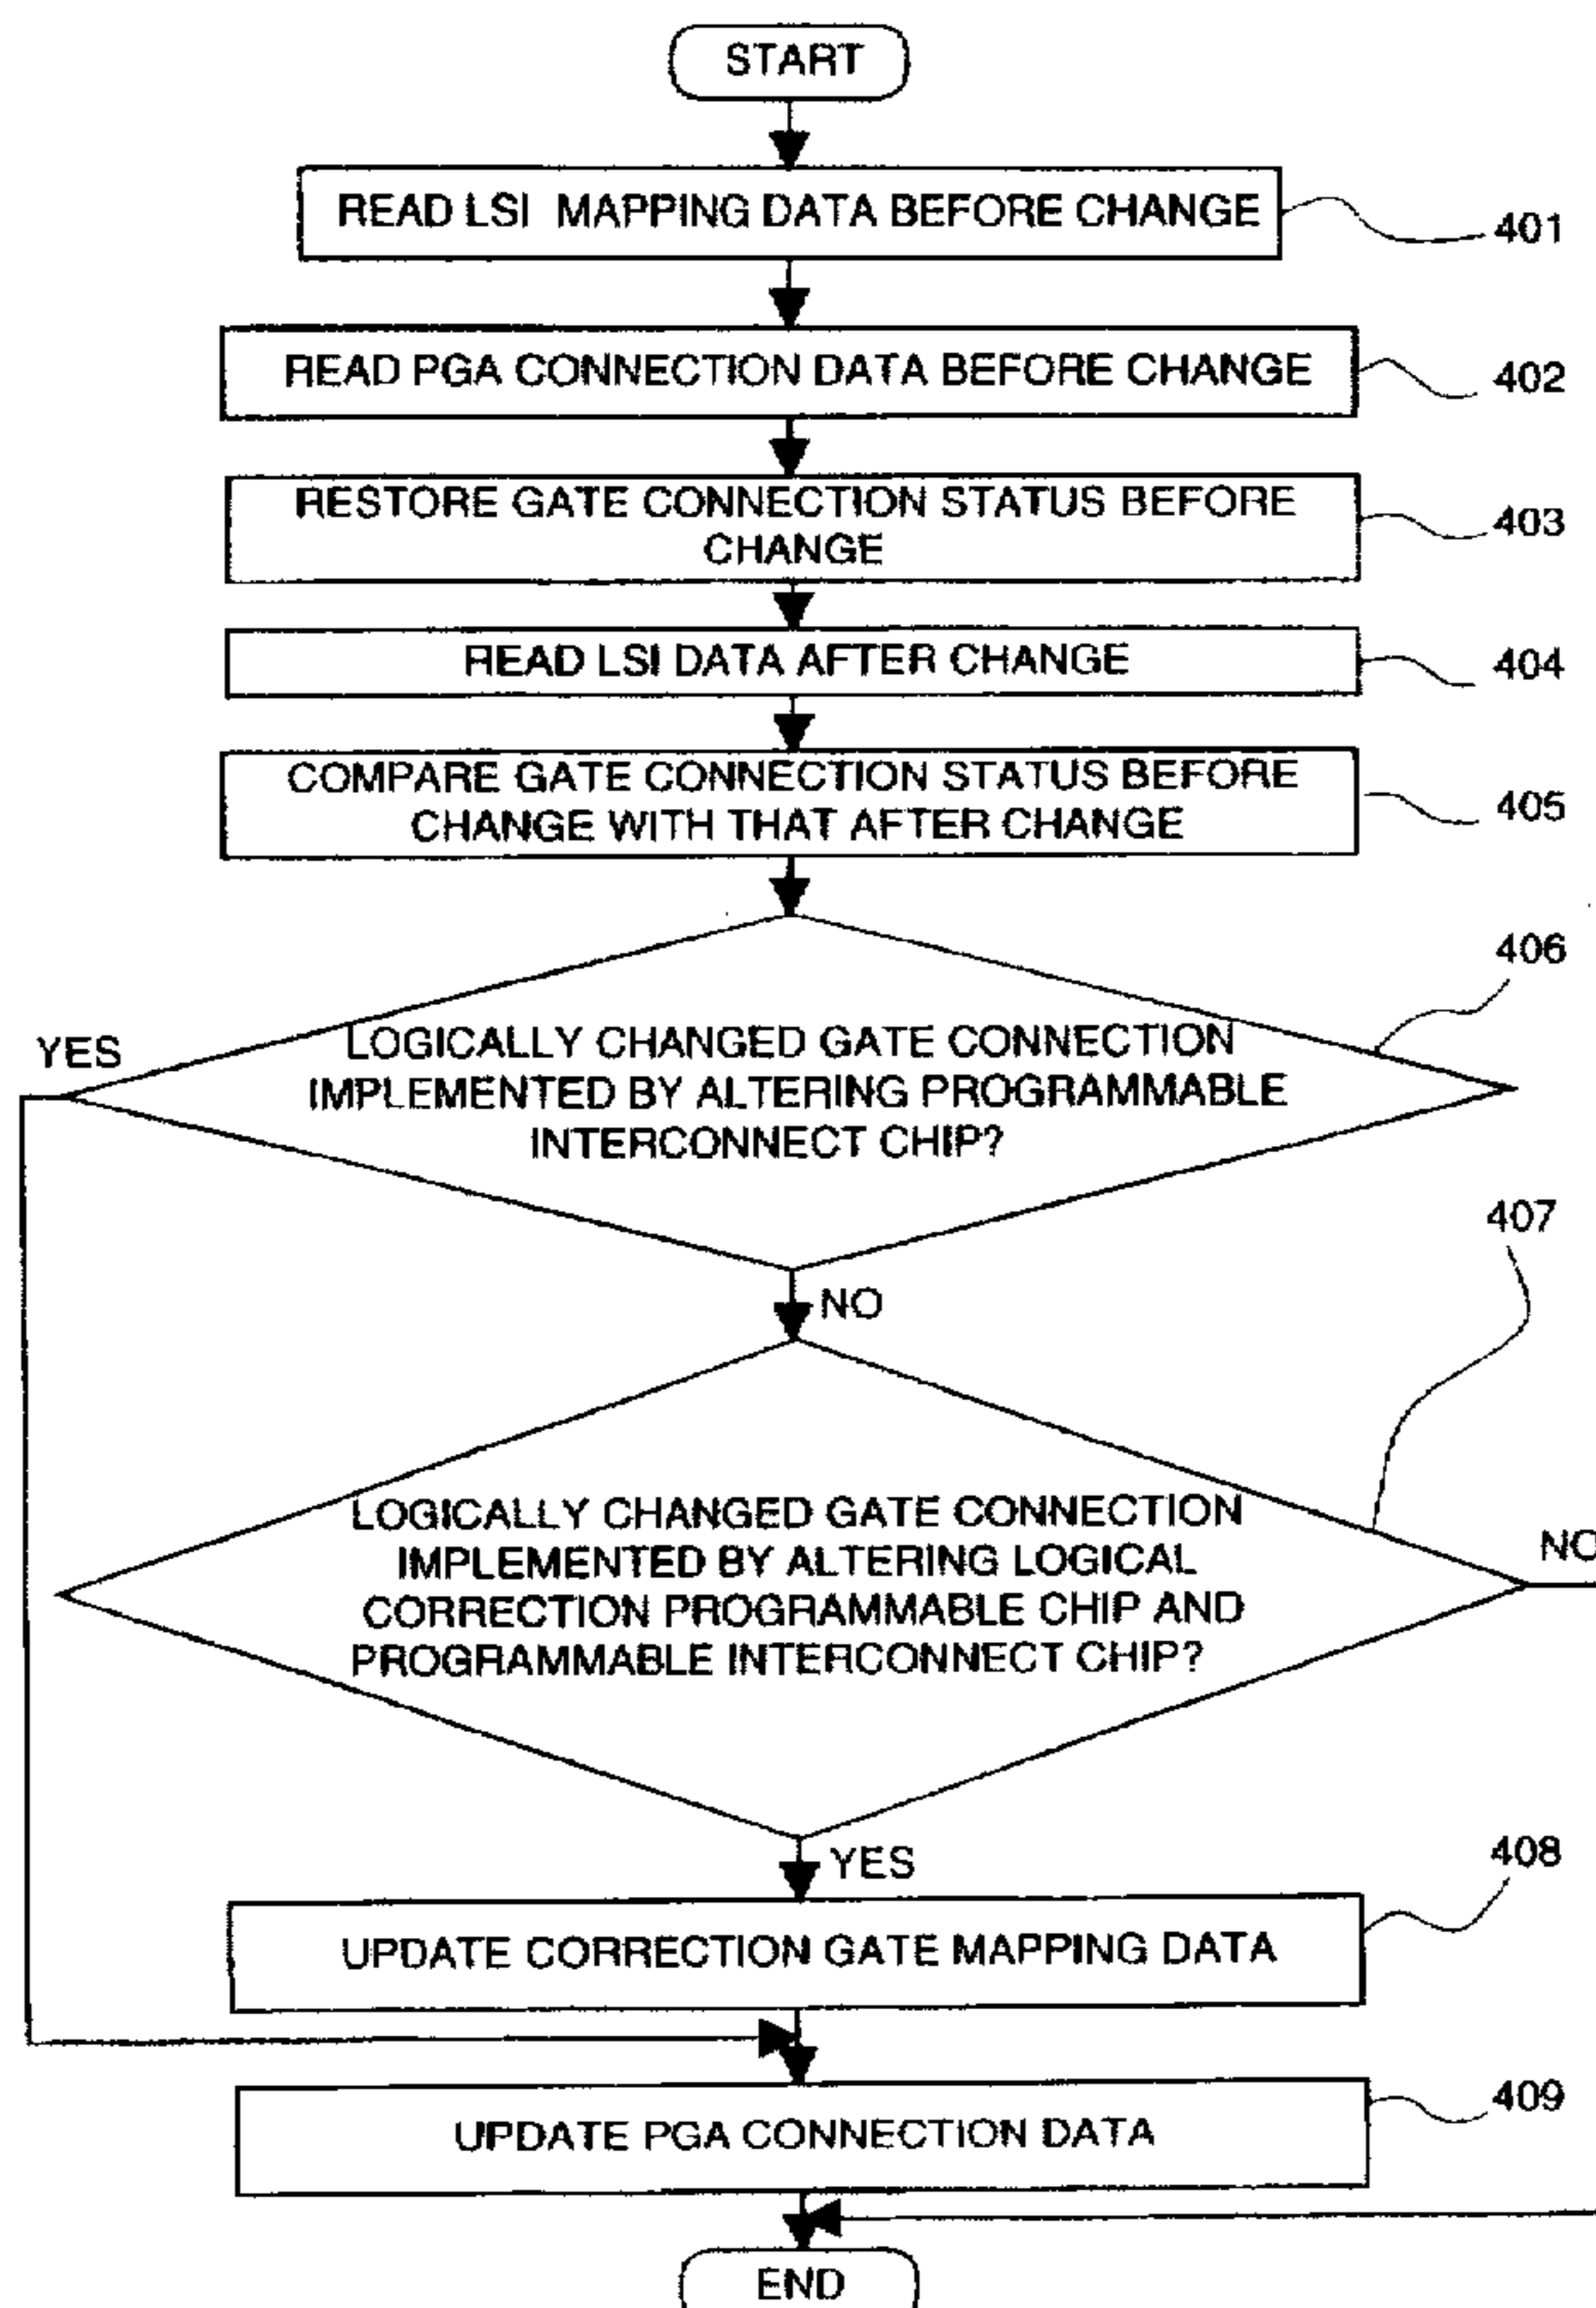 START
READ LSI MAPPING DATA BEFORE CHANGE
401
READ PGA CONNECTION DATA BEFORE CHANGE
402
RESTORE GATE CONNECTION STATUS BEFORE
CHANGE
403
READ LSI DATA AFTER CHANGE
404
COMPARE GATE CONNECTION STATUS BEFORE
CHANGE WITH THAT AFTER CHANGE
405
406
YES
LOGICALLY CHANGED GATE CONNECTION
IMPLEMENTED BY ALTERING PROGRAMMABLE
INTERCONNECT CHIP?
407
NO
LOGICALLY CHANGED GATE CONNECTION
IMPLEMENTED BY ALTERING LOGICAL
CORRECTION PROGRAMMABLE CHIP AND
PROGRAMMABLE INTERCONNECT CHIP?
NO
YES
408
UPDATE CORRECTION GATE MAPPING DATA
409
UPDATE PGA CONNECTION DATA
END